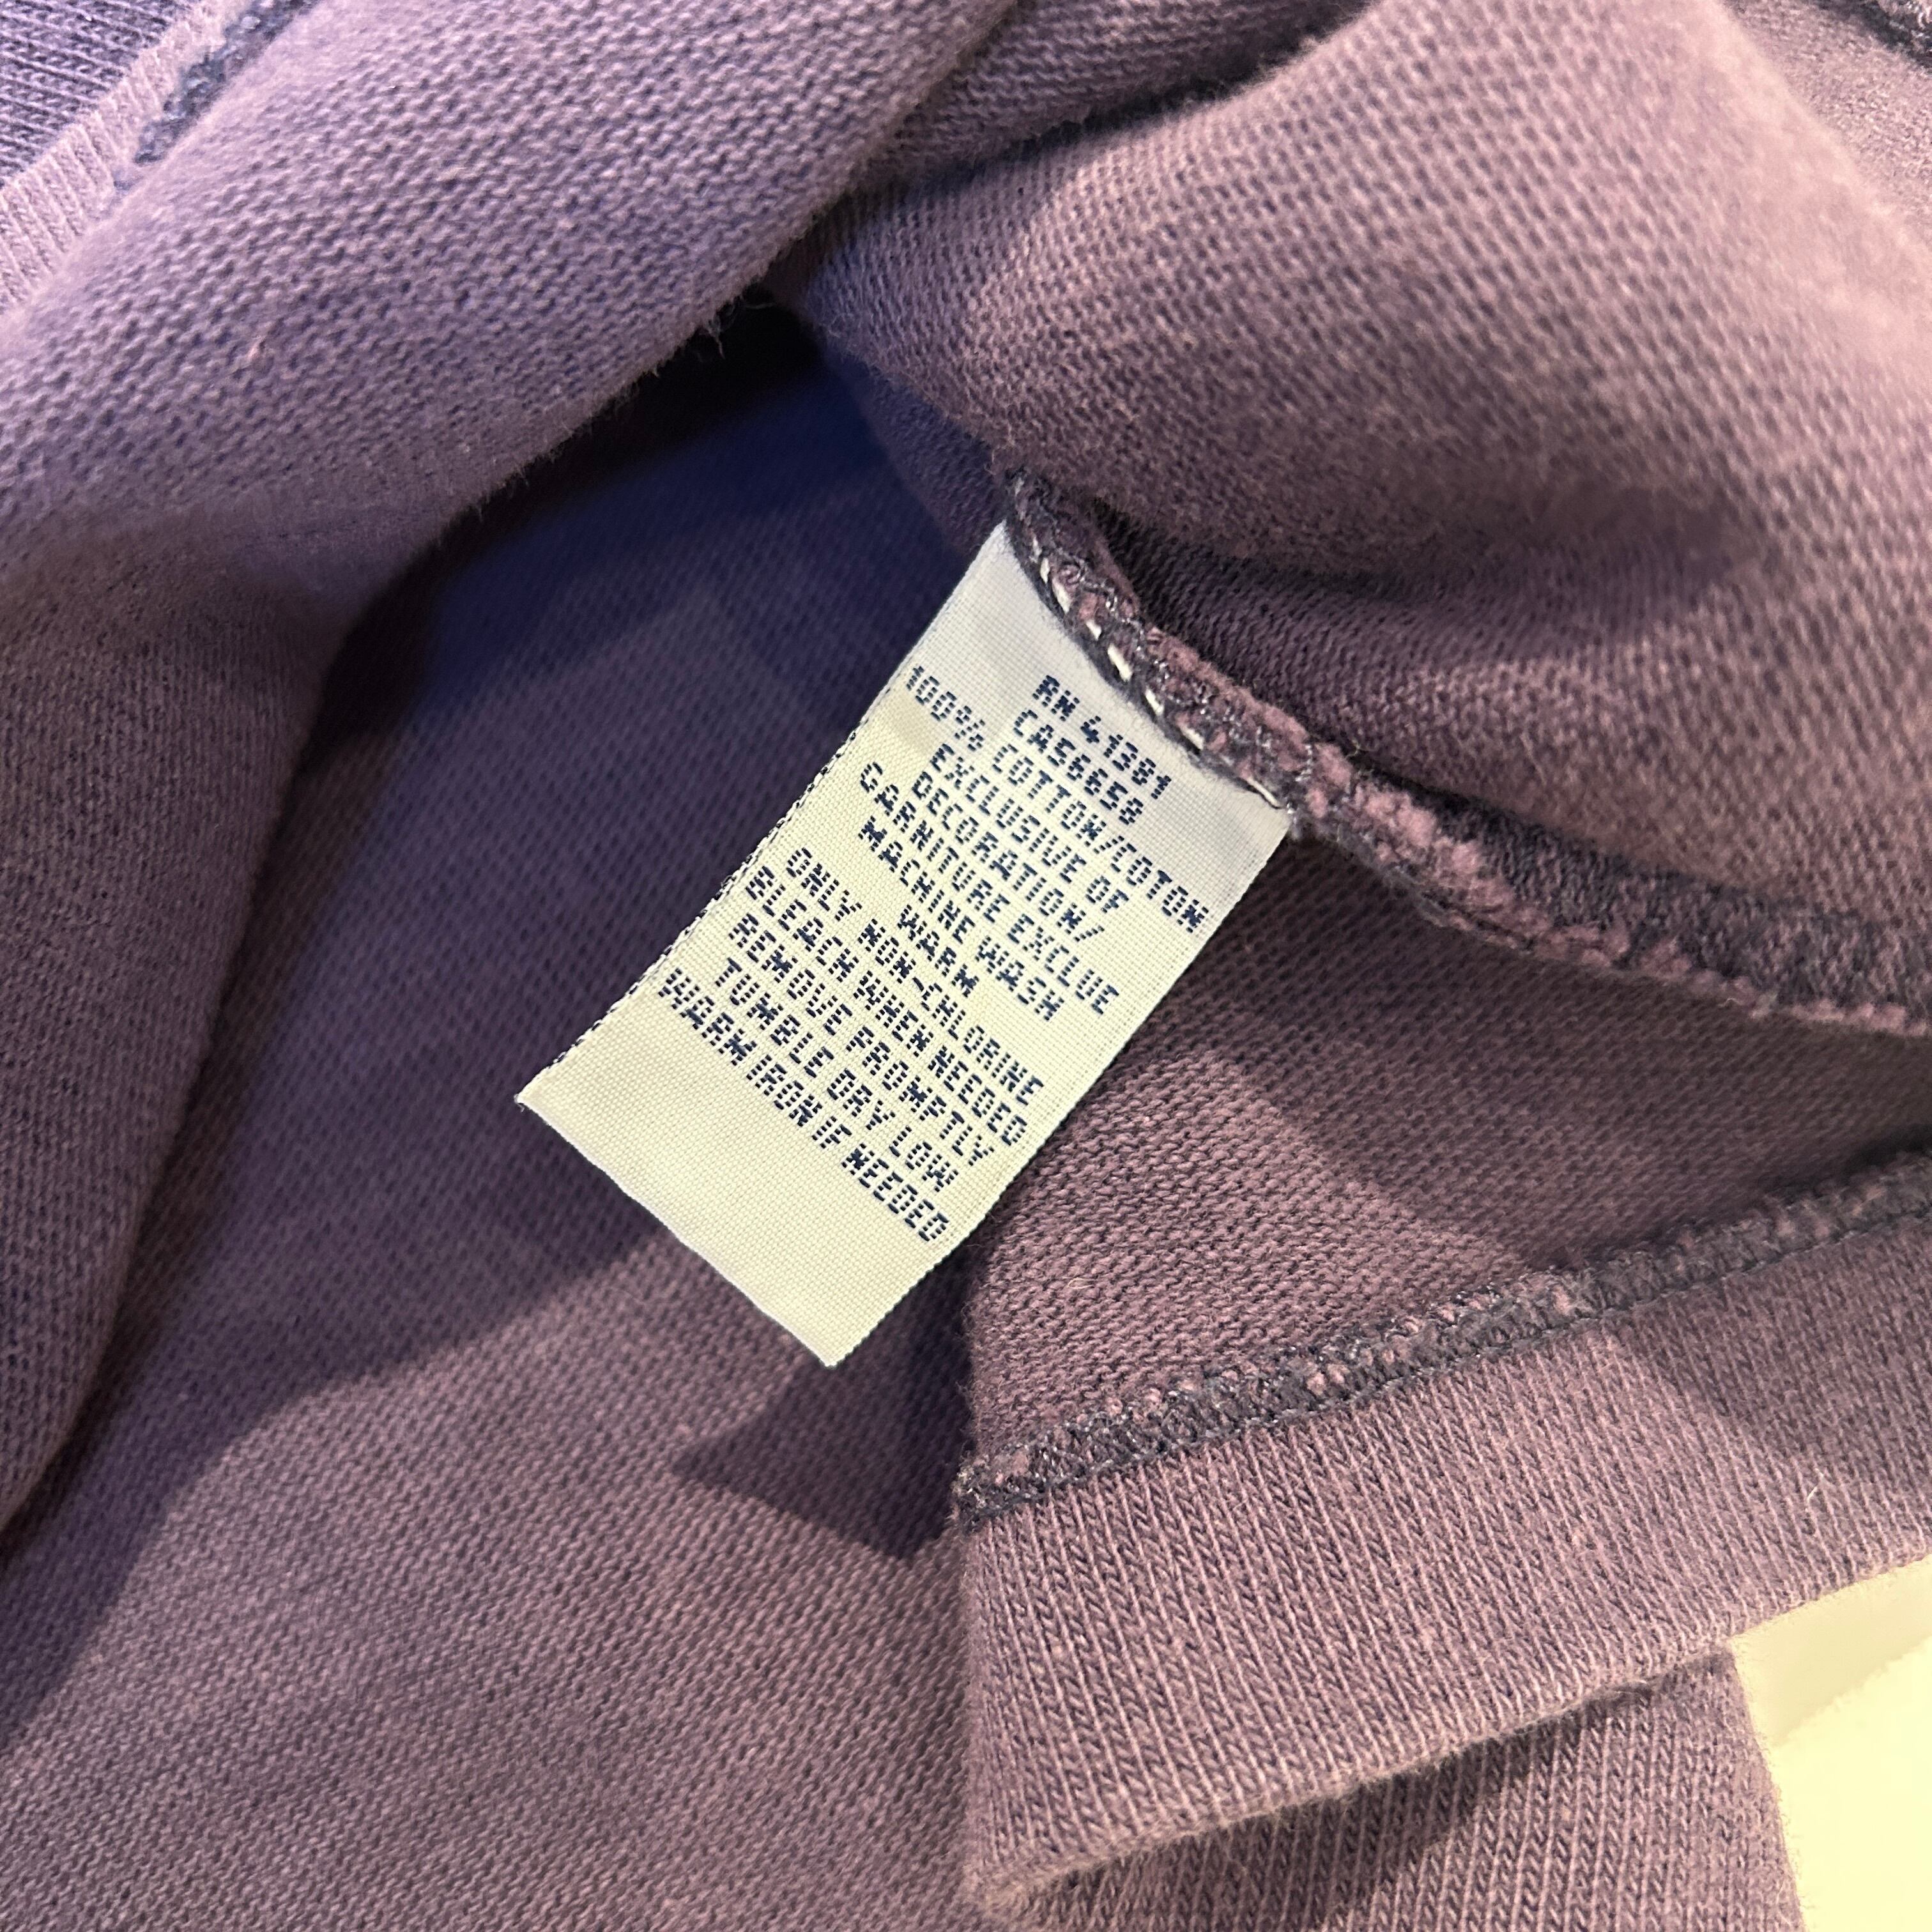 RN 41381
CA56650
100% COTTON/COTON
EXCLUSIVE OF
DECORATION/
GARNITURE EXCLUE
MACHINE WASH
WARM
ONLY NON-CHLORINE
BLEACH WHEN NEEDED
REMOVE PROMPTLY
TUMBLE DRY LOW
WARM IRON IF NEEDED